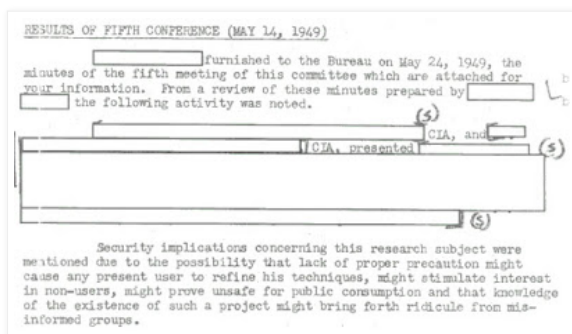 RESULTS OF FIFTH CONFERENCE (MAY 14, 1949)
furnished to the Bureau on May 24, 1949, the
minutes of the fifth meeting of this committee which are attached for
your information. From a review of these minutes prepared by
the following activity was noted.
(S)
CIA, and
CIA, presented (S)
(S)
Security implications concerning this research subject were
mentioned due to the possibility that lack of proper precaution might
cause any present user to refine his techniques, might stimulate interest
in non-users, might prove unsafe for public consumption and that knowledge
of the existence of such a project might bring forth ridicule from mis-
informed groups.